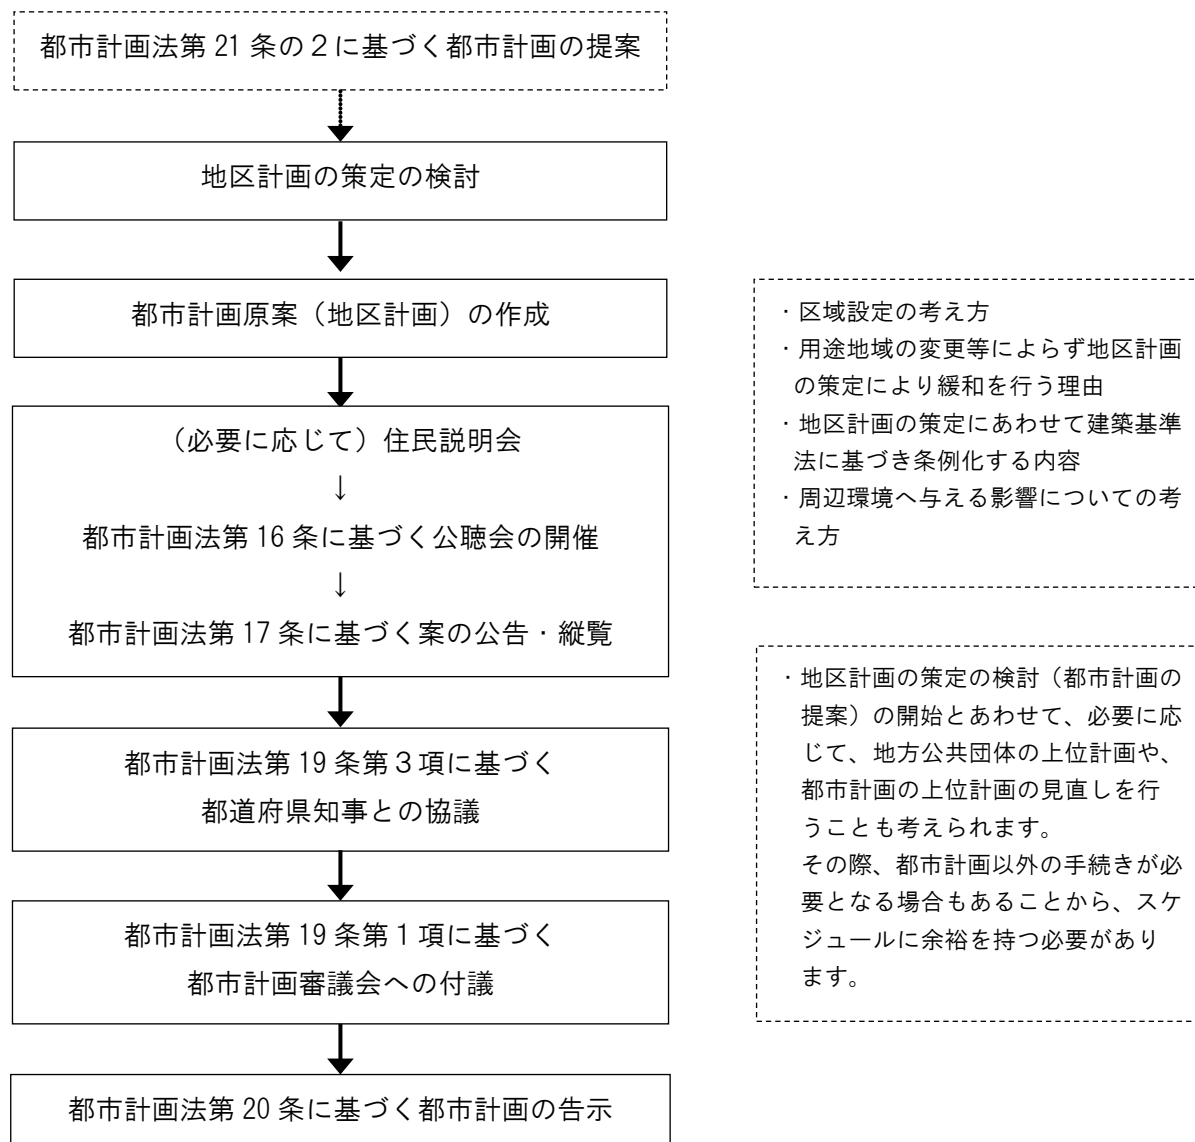 都市計画法第 21 条の２に基づく都市計画の提案
地区計画の策定の検討
都市計画原案（地区計画）の作成
（必要に応じて）住民説明会
↓
都市計画法第 16 条に基づく公聴会の開催
↓
都市計画法第 17 条に基づく案の公告・縦覧
都市計画法第 19 条第３項に基づく
都道府県知事との協議
都市計画法第 19 条第１項に基づく
都市計画審議会への付議
都市計画法第 20 条に基づく都市計画の告示
・区域設定の考え方
・用途地域の変更等によらず地区計画
の策定により緩和を行う理由
・地区計画の策定にあわせて建築基準
法に基づき条例化する内容
・周辺環境へ与える影響についての考
え方
・地区計画の策定の検討（都市計画の
提案）の開始とあわせて、必要に応
じて、地方公共団体の上位計画や、
都市計画の上位計画の見直しを行
うことも考えられます。
その際、都市計画以外の手続きが必
要となる場合もあることから、スケ
ジュールに余裕を持つ必要があり
ます。